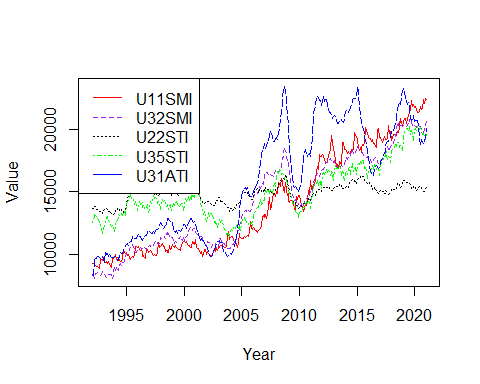 U11SMI
U32SMI
U22STI
U35STI
U31ATI
Value
10000
15000
20000
1995
2000
2005
2010
2015
2020
Year